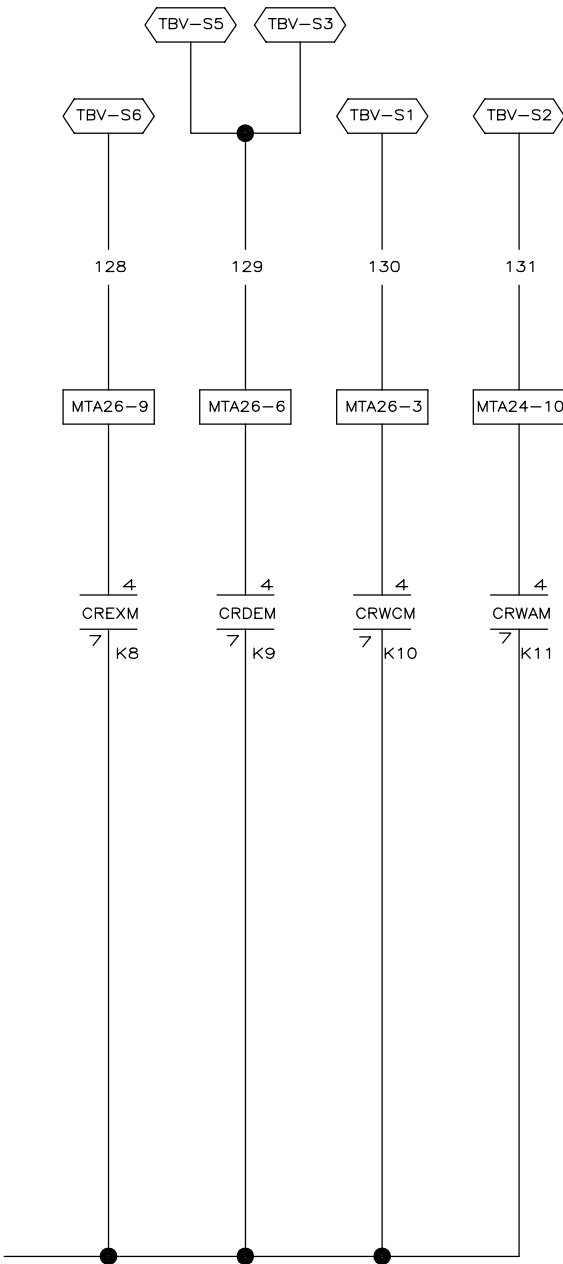 TBV-S5 TBV-S3
TBV-S6 TBV-S1 TBV-S2
128 129 130 131
MTA26-9 MTA26-6 MTA26-3 MTA24-10
4 4 4 4
CREXM CRDEM CRWCM CRWAM
7 K8 7 K9 7 K10 7 K11